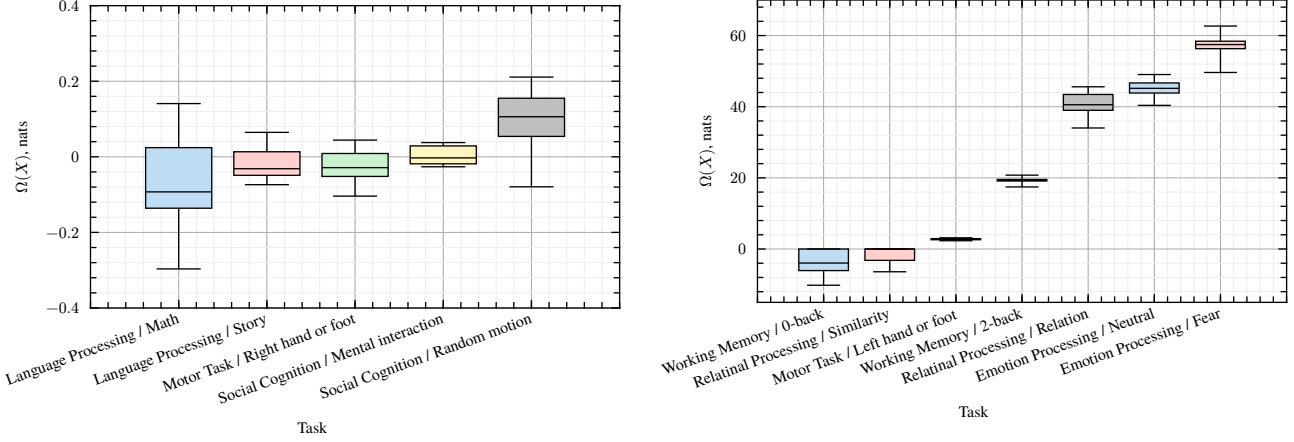 0.4
0.2
0
−0.2
−0.4
Ω(X), nats
Language Processing / Math
Language Processing / Story
Motor Task / Right hand or foot
Social Cognition / Mental interaction
Social Cognition / Random motion
Task
60
40
20
0
Ω(X), nats
Working Memory / 0-back
Relatinal Processing / Similarity
Motor Task / Left hand or foot
Working Memory / 2-back
Relatinal Processing / Relation
Emotion Processing / Neutral
Emotion Processing / Fear
Task